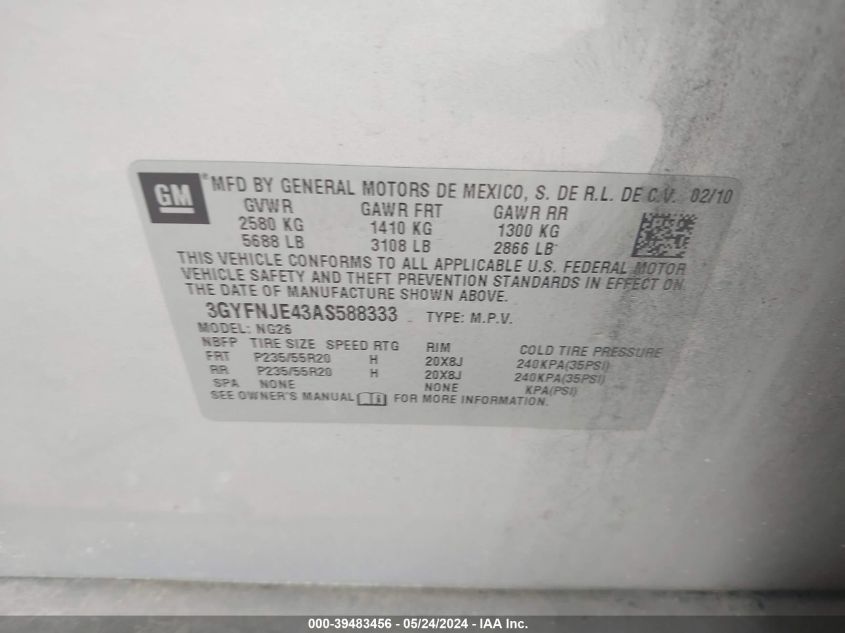 GM ® MFD BY GENERAL MOTORS DE MEXICO, S. DE R.L. DE C.V. 02/10
GVWR GAWR FRT GAWR RR
2580 KG 1410 KG 1300 KG
5688 LB 3108 LB 2866 LB
THIS VEHICLE CONFORMS TO ALL APPLICABLE U.S. FEDERAL MOTOR
VEHICLE SAFETY AND THEFT PREVENTION STANDARDS IN EFFECT ON
THE DATE OF MANUFACTURE SHOWN ABOVE.
3GYFNJE43AS588333 TYPE: M.P.V.
MODEL: NG26
NBFP TIRE SIZE SPEED RTG RIM COLD TIRE PRESSURE
FRT P235/55R20 H 20X8J 240KPA(35PSI)
RR P235/55R20 H 20X8J 240KPA(35PSI)
SPA NONE NONE KPA(PSI)
SEE OWNER'S MANUAL FOR MORE INFORMATION.
000-39483456 - 05/24/2024 - IAA Inc.